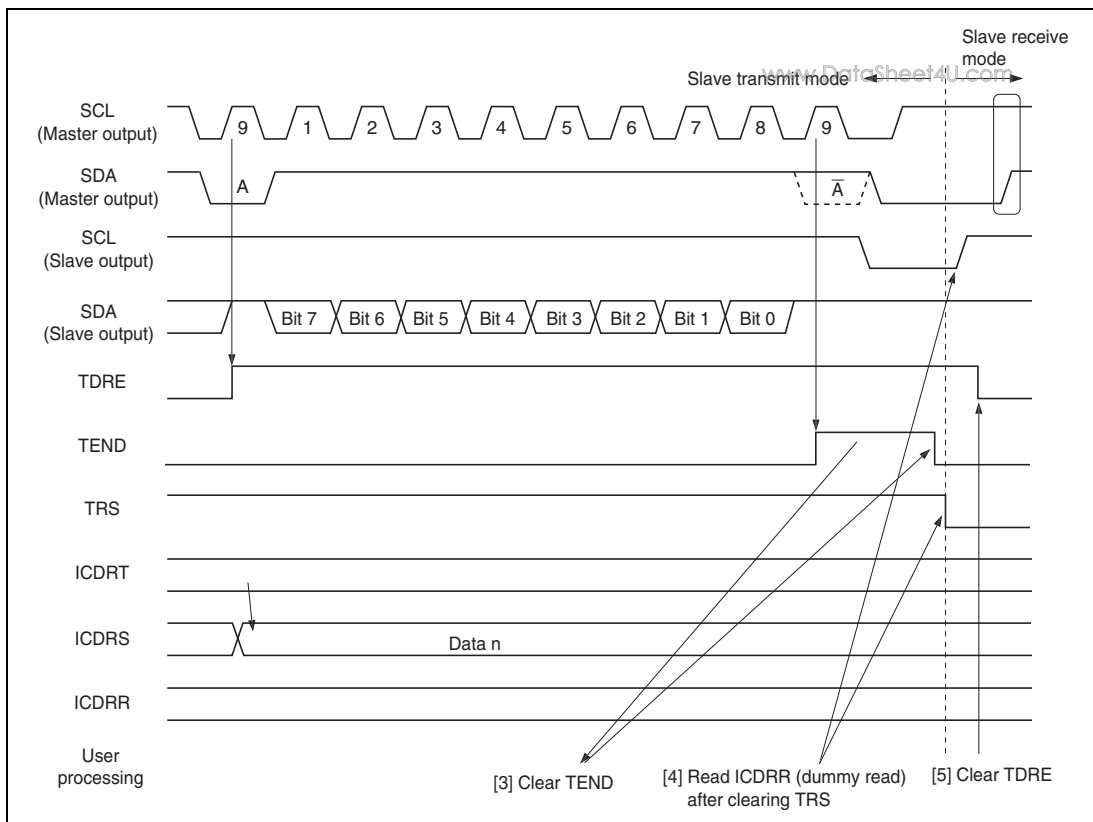 Slave receive
mode
www.DataSheet4U.com
Slave transmit mode
SCL
(Master output)
9 1 2 3 4 5 6 7 8 9
SDA
(Master output)
A A̅
SCL
(Slave output)
SDA
(Slave output)
Bit 7 Bit 6 Bit 5 Bit 4 Bit 3 Bit 2 Bit 1 Bit 0
TDRE
TEND
TRS
ICDRT
ICDRS
Data n
ICDRR
User
processing
[3] Clear TEND
[4] Read ICDRR (dummy read)
after clearing TRS
[5] Clear TDRE